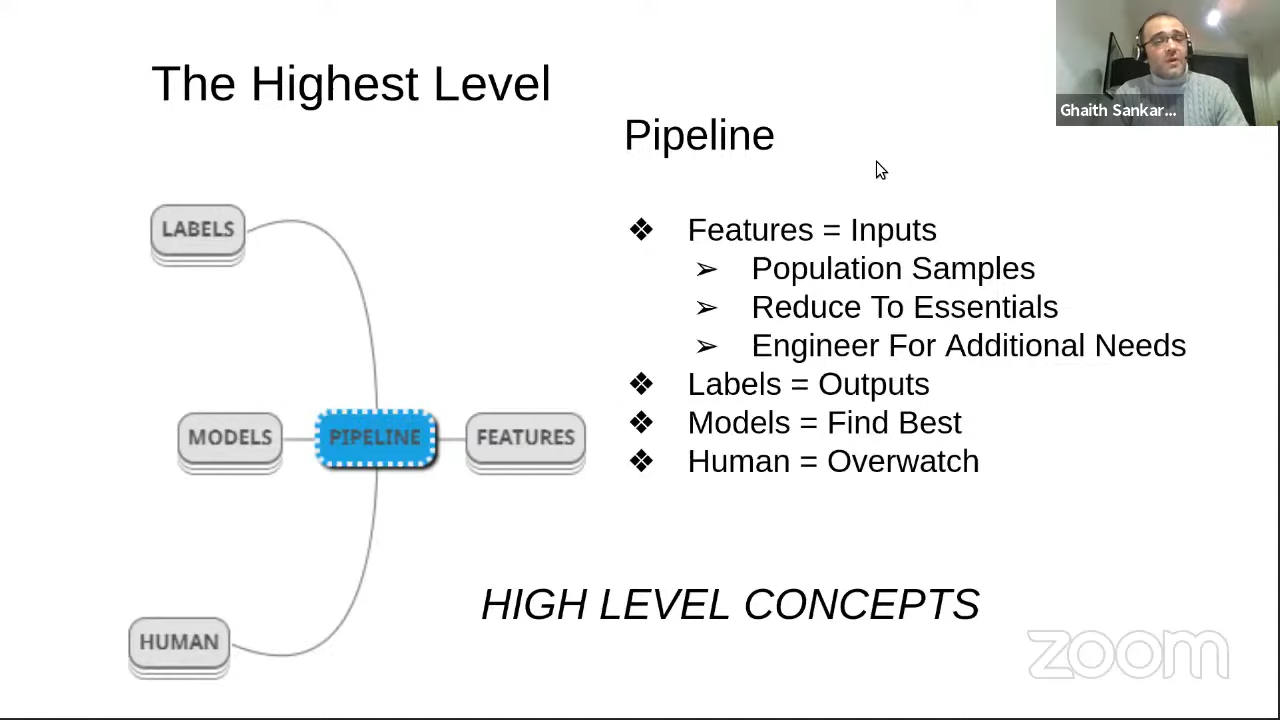 The Highest Level
Ghaith Sankar...
Pipeline
❖ Features = Inputs
➢ Population Samples
➢ Reduce To Essentials
➢ Engineer For Additional Needs
❖ Labels = Outputs
❖ Models = Find Best
❖ Human = Overwatch
LABELS
MODELS
PIPELINE
FEATURES
HUMAN
HIGH LEVEL CONCEPTS
zoom